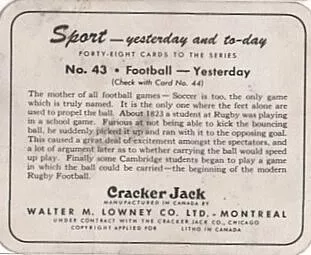 Sport — yesterday and to-day
FORTY-EIGHT CARDS TO THE SERIES
No. 43 • Football — Yesterday
(Check with Card No. 44)
The mother of all football games — Soccer is too, the only game
which is truly named. It is the only one where the feet alone are
used to propel the ball. About 1823 a student at Rugby was playing
in a school game. Furious at not being able to kick the bouncing
ball, he suddenly picked it up and ran with it to the opposing goal.
This caused a great deal of excitement amongst the spectators, and
a lot of argument later as to whether carrying the ball would speed
up play. Finally some Cambridge students began to play a game
in which the ball could be carried — the beginning of the modern
Rugby Football.
Cracker Jack
MANUFACTURED IN CANADA BY
WALTER M. LOWNEY CO. LTD. - MONTREAL
UNDER CONTRACT WITH THE CRACKER JACK CO., CHICAGO
COPYRIGHT APPLIED FOR LITHO IN CANADA